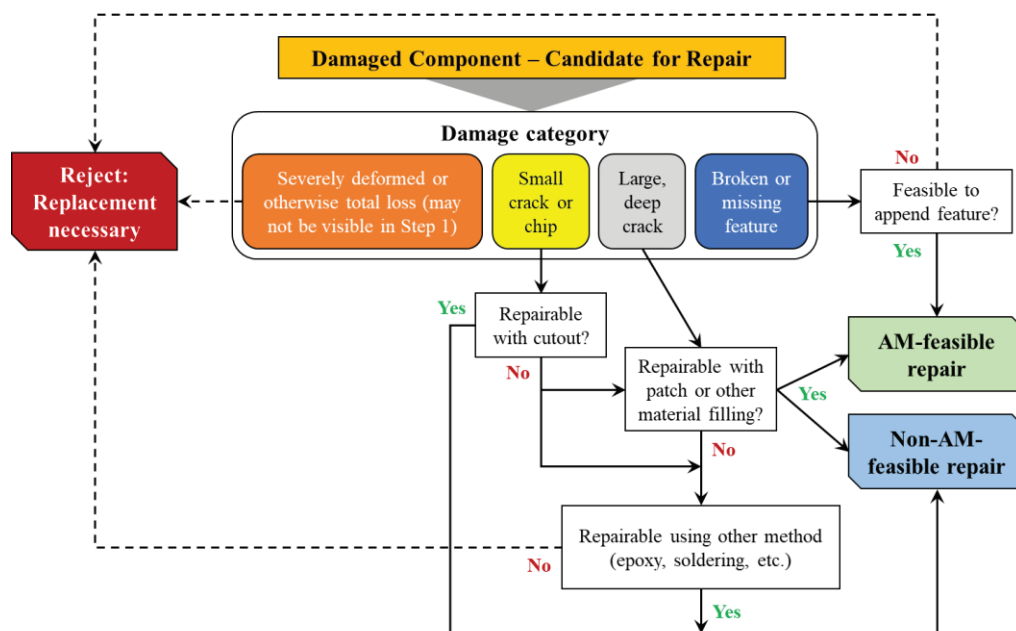 Damaged Component – Candidate for Repair
Damage category
Severely deformed or
otherwise total loss (may
not be visible in Step 1)
Small
crack or
chip
Large,
deep
crack
Broken or
missing
feature
Reject:
Replacement
necessary
No
Feasible to
append feature?
Yes
Yes
Repairable
with cutout?
No
Repairable with
patch or other
material filling?
Yes
No
AM-feasible
repair
Non-AM-
feasible repair
Repairable using other method
(epoxy, soldering, etc.)
No
Yes